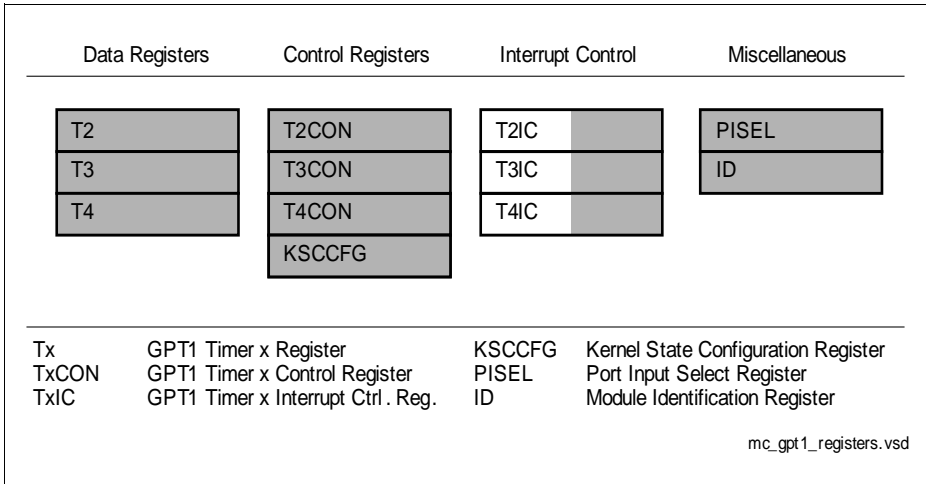 Data Registers Control Registers Interrupt Control Miscellaneous
T2 T2CON T2IC PISEL
T3 T3CON T3IC ID
T4 T4CON T4IC
KSCCFG
Tx GPT1 Timer x Register KSCCFG Kernel State Configuration Register
TxCON GPT1 Timer x Control Register PISEL Port Input Select Register
TxIC GPT1 Timer x Interrupt Ctrl. Reg. ID Module Identification Register
mc_gpt1_registers.vsd